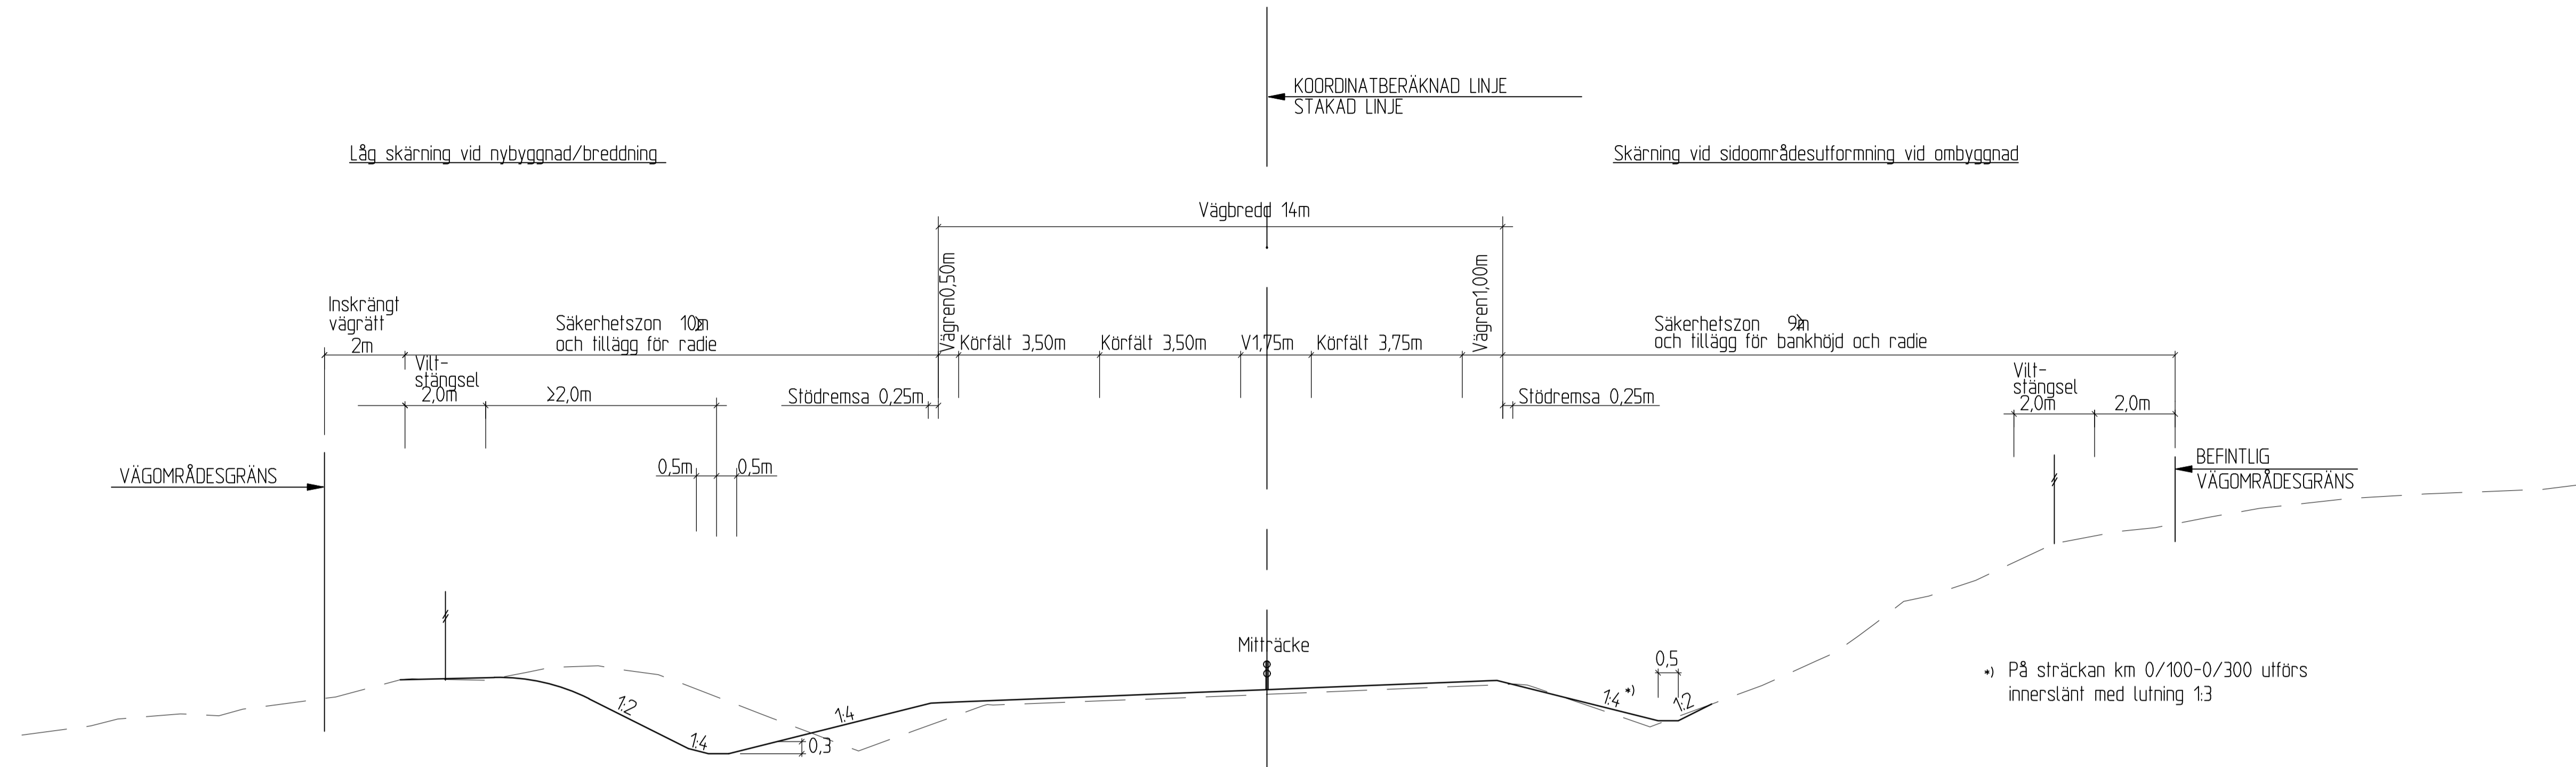 KOORDINATBERÄKNAD LINJE
STAKAD LINJE
Låg skärning vid nybyggnad/breddning
Skärning vid sidoområdesutformning vid ombyggnad
Vägbredd 14m
Inskrängt
vägrätt
2m
Säkerhetszon
och tillägg för radie
Vägren0,50m
Körfält 3,50m
Körfält 3,50m
V1,75m
Körfält 3,75m
Vägren1,00m
Säkerhetszon
och tillägg för bankhöjd och radie
Vilt-
stängsel
2,0m
≥2,0m
Stödremsa 0,25m
Stödremsa 0,25m
Vilt-
stängsel
2,0m
2,0m
0,5m
0,5m
VÄGOMRÅDESGRÄNS
BEFINTLIG
VÄGOMRÅDESGRÄNS
Mitträcke
1:2
1:4
1:4
0,3
1:4 *)
0,5
1:2
*) På sträckan km 0/100-0/300 utförs
innerslänt med lutning 1:3